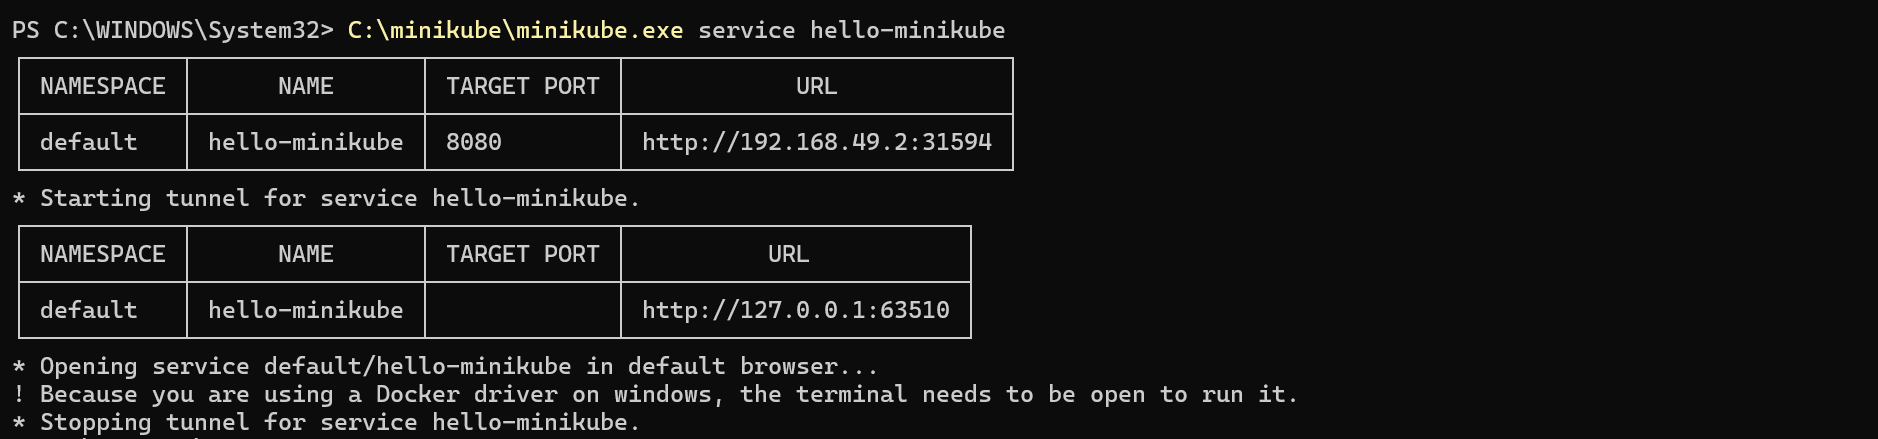 PS C:\WINDOWS\System32> C:\minikube\minikube.exe service hello-minikube
NAMESPACE NAME TARGET PORT URL
default hello-minikube 8080 http://192.168.49.2:31594
* Starting tunnel for service hello-minikube.
NAMESPACE NAME TARGET PORT URL
default hello-minikube http://127.0.0.1:63510
* Opening service default/hello-minikube in default browser...
! Because you are using a Docker driver on windows, the terminal needs to be open to run it.
* Stopping tunnel for service hello-minikube.